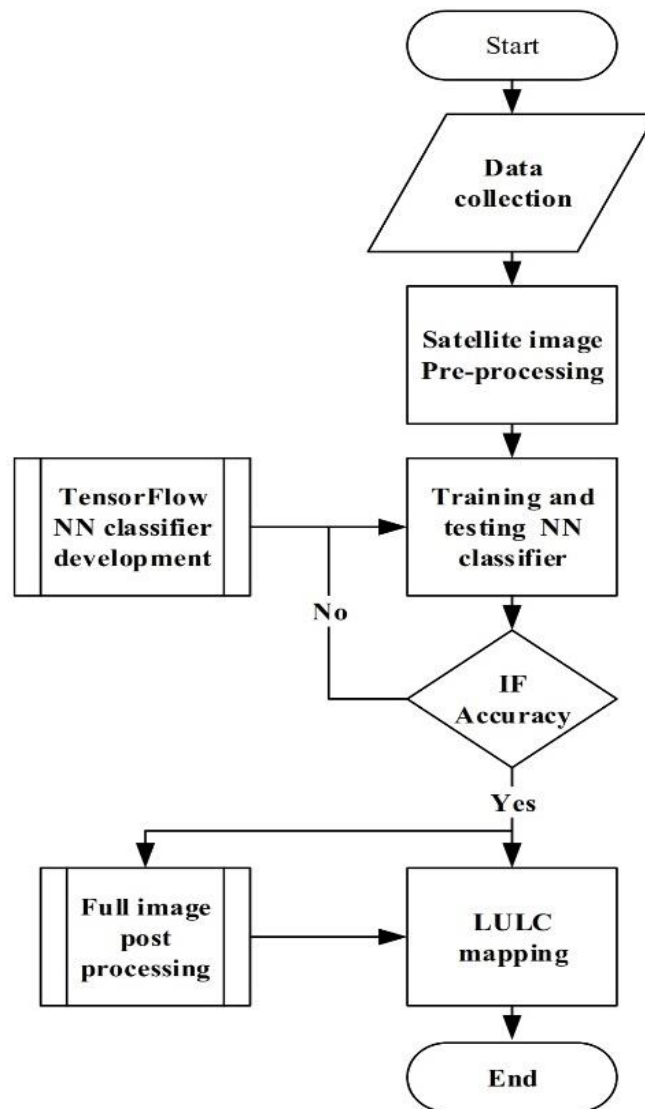 Start
Data
collection
Satellite image
Pre-processing
TensorFlow
NN classifier
development
Training and
testing NN
classifier
No
IF
Accuracy
Yes
Full image
post
processing
LULC
mapping
End